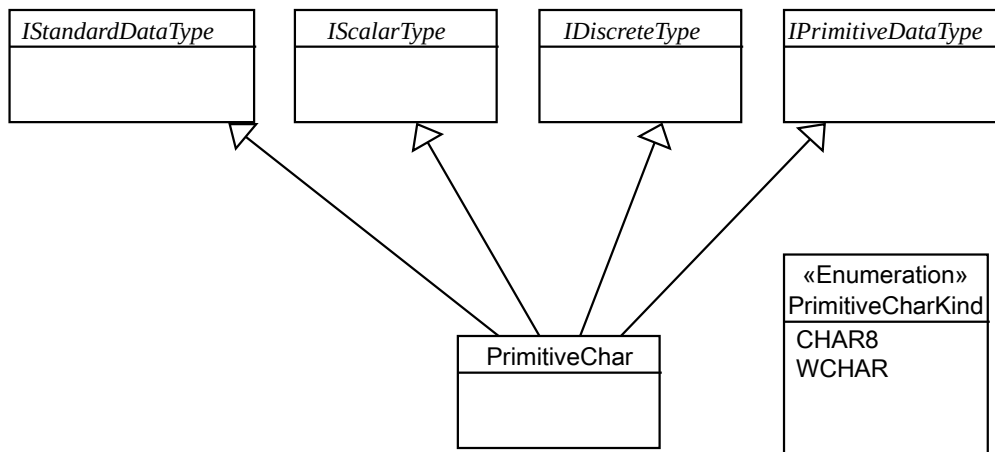 IStandardDataType
IScalarType
IDiscreteType
IPrimitiveDataType
PrimitiveChar
«Enumeration»
PrimitiveCharKind
CHAR8
WCHAR